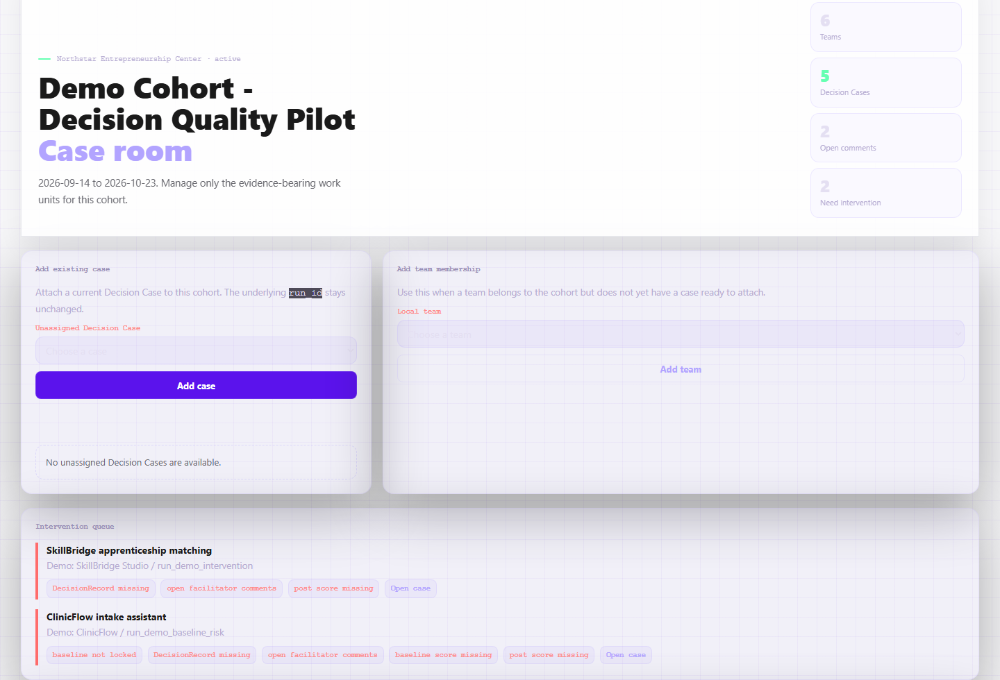 6
Teams
5
Decision Cases
2
Open comments
2
Need intervention
Northstar Entrepreneurship Center · active
Demo Cohort -
Decision Quality Pilot
Case room
2026-09-14 to 2026-10-23. Manage only the evidence-bearing work
units for this cohort.
Add existing case
Attach a current Decision Case to this cohort. The underlying run_id stays
unchanged.
Unassigned Decision Case
Choose a case
Add case
No unassigned Decision Cases are available.
Add team membership
Use this when a team belongs to the cohort but does not yet have a case ready to attach.
Local team
Choose a team
Add team
Intervention queue
SkillBridge apprenticeship matching
Demo: SkillBridge Studio / run_demo_intervention
DecisionRecord missing open facilitator comments post score missing Open case
ClinicFlow intake assistant
Demo: ClinicFlow / run_demo_baseline_risk
baseline not locked DecisionRecord missing open facilitator comments baseline score missing post score missing Open case